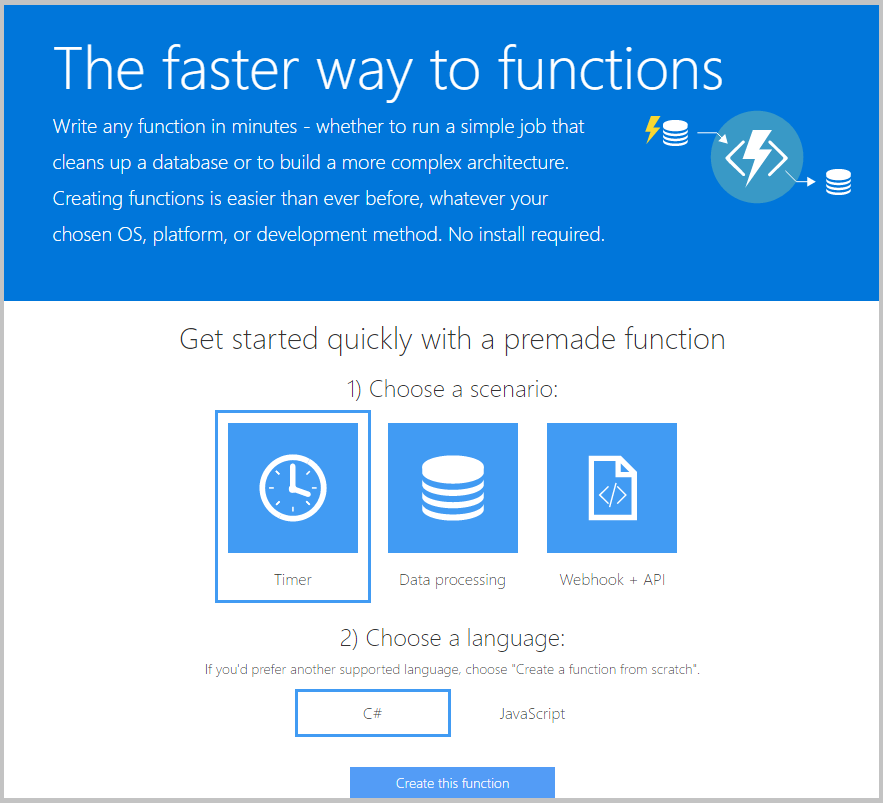 The faster way to functions
Write any function in minutes - whether to run a simple job that
cleans up a database or to build a more complex architecture.
Creating functions is easier than ever before, whatever your
chosen OS, platform, or development method. No install required.
Get started quickly with a premade function
1) Choose a scenario:
Timer
Data processing
Webhook + API
2) Choose a language:
If you'd prefer another supported language, choose "Create a function from scratch".
C#
JavaScript
Create this function